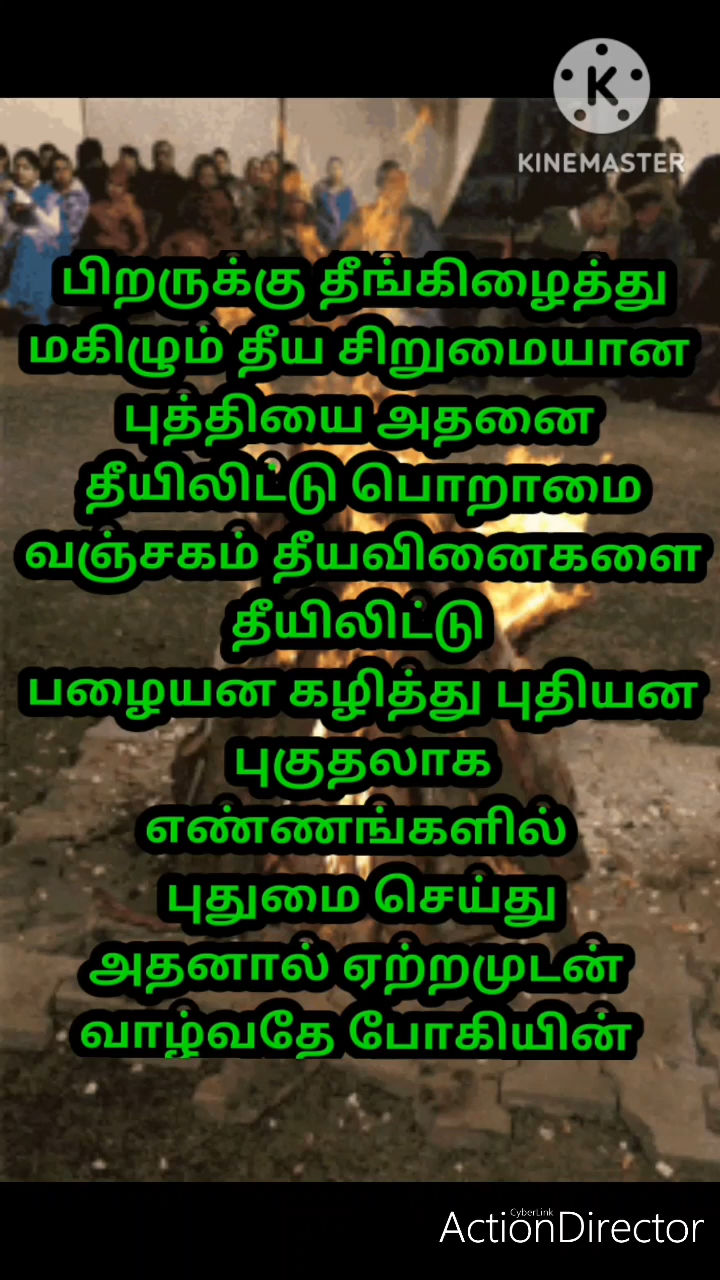 KINEMASTER
பிறருக்கு தீங்கிழைத்து
மகிழும் தீய சிறுமையான
புத்தியை அதனை
தீயிலிட்டு பொறாமை
வஞ்சகம் தீயவினைகளை
தீயிலிட்டு
பழையன கழித்து புதியன
புகுதலாக
எண்ணங்களில்
புதுமை செய்து
அதனால் ஏற்றமுடன்
வாழ்வதே போகியின்
CyberLink
ActionDirector